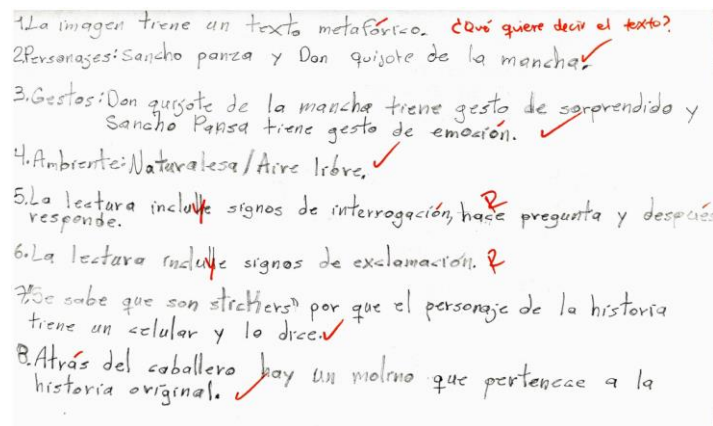 1.La imagen tiene un texto metafórico. ¿Qué quiere decir el texto?
2.Personajes: Sancho panza y Don quijote de la mancha.
3.Gestos: Don quijote de la mancha tiene gesto de sorprendido y
Sancho Pansa tiene gesto de emoción.
4.Ambiente: Naturalesa/Aire libre.
5.La lectura incluye signos de interrogación, hace pregunta y después
R
responde.
6.La lectura incluye signos de exclamación. R
7."Se sabe que son stickers" por que el personaje de la historia
tiene un celular y lo dice.
8.Atrás del caballero hay un molino que pertenece a la
historia original.